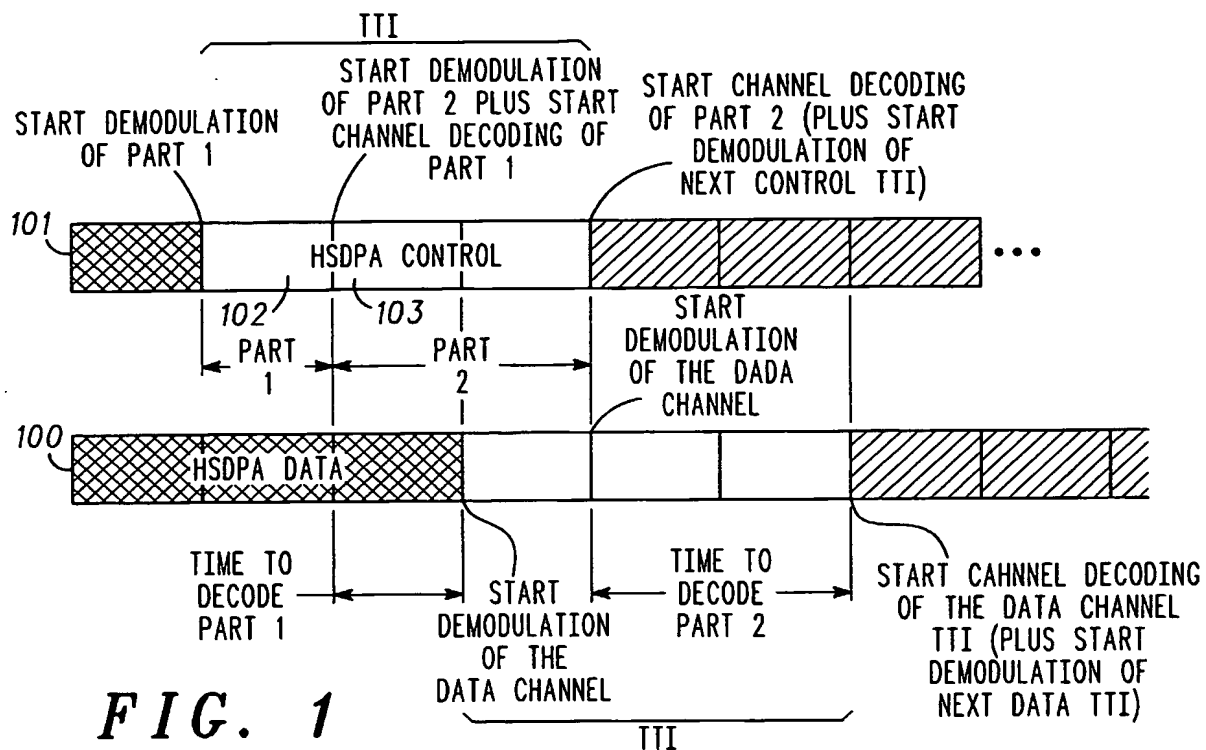 TTI
START DEMODULATION
OF PART 1
START DEMODULATION
OF PART 2 PLUS START
CHANNEL DECODING OF
PART 1
START CHANNEL DECODING
OF PART 2 (PLUS START
DEMODULATION OF
NEXT CONTROL TTI)
101
HSDPA CONTROL
•••
102
103
PART
1
PART
2
START
DEMODULATION
OF THE DADA
CHANNEL
100
HSDPA DATA
TIME TO
DECODE
PART 1
START
DEMODULATION
OF THE
DATA CHANNEL
TIME TO
DECODE
PART 2
START CAHNNEL DECODING
OF THE DATA CHANNEL
TTI (PLUS START
DEMODULATION OF
NEXT DATA TTI)
FIG. 1
TTI